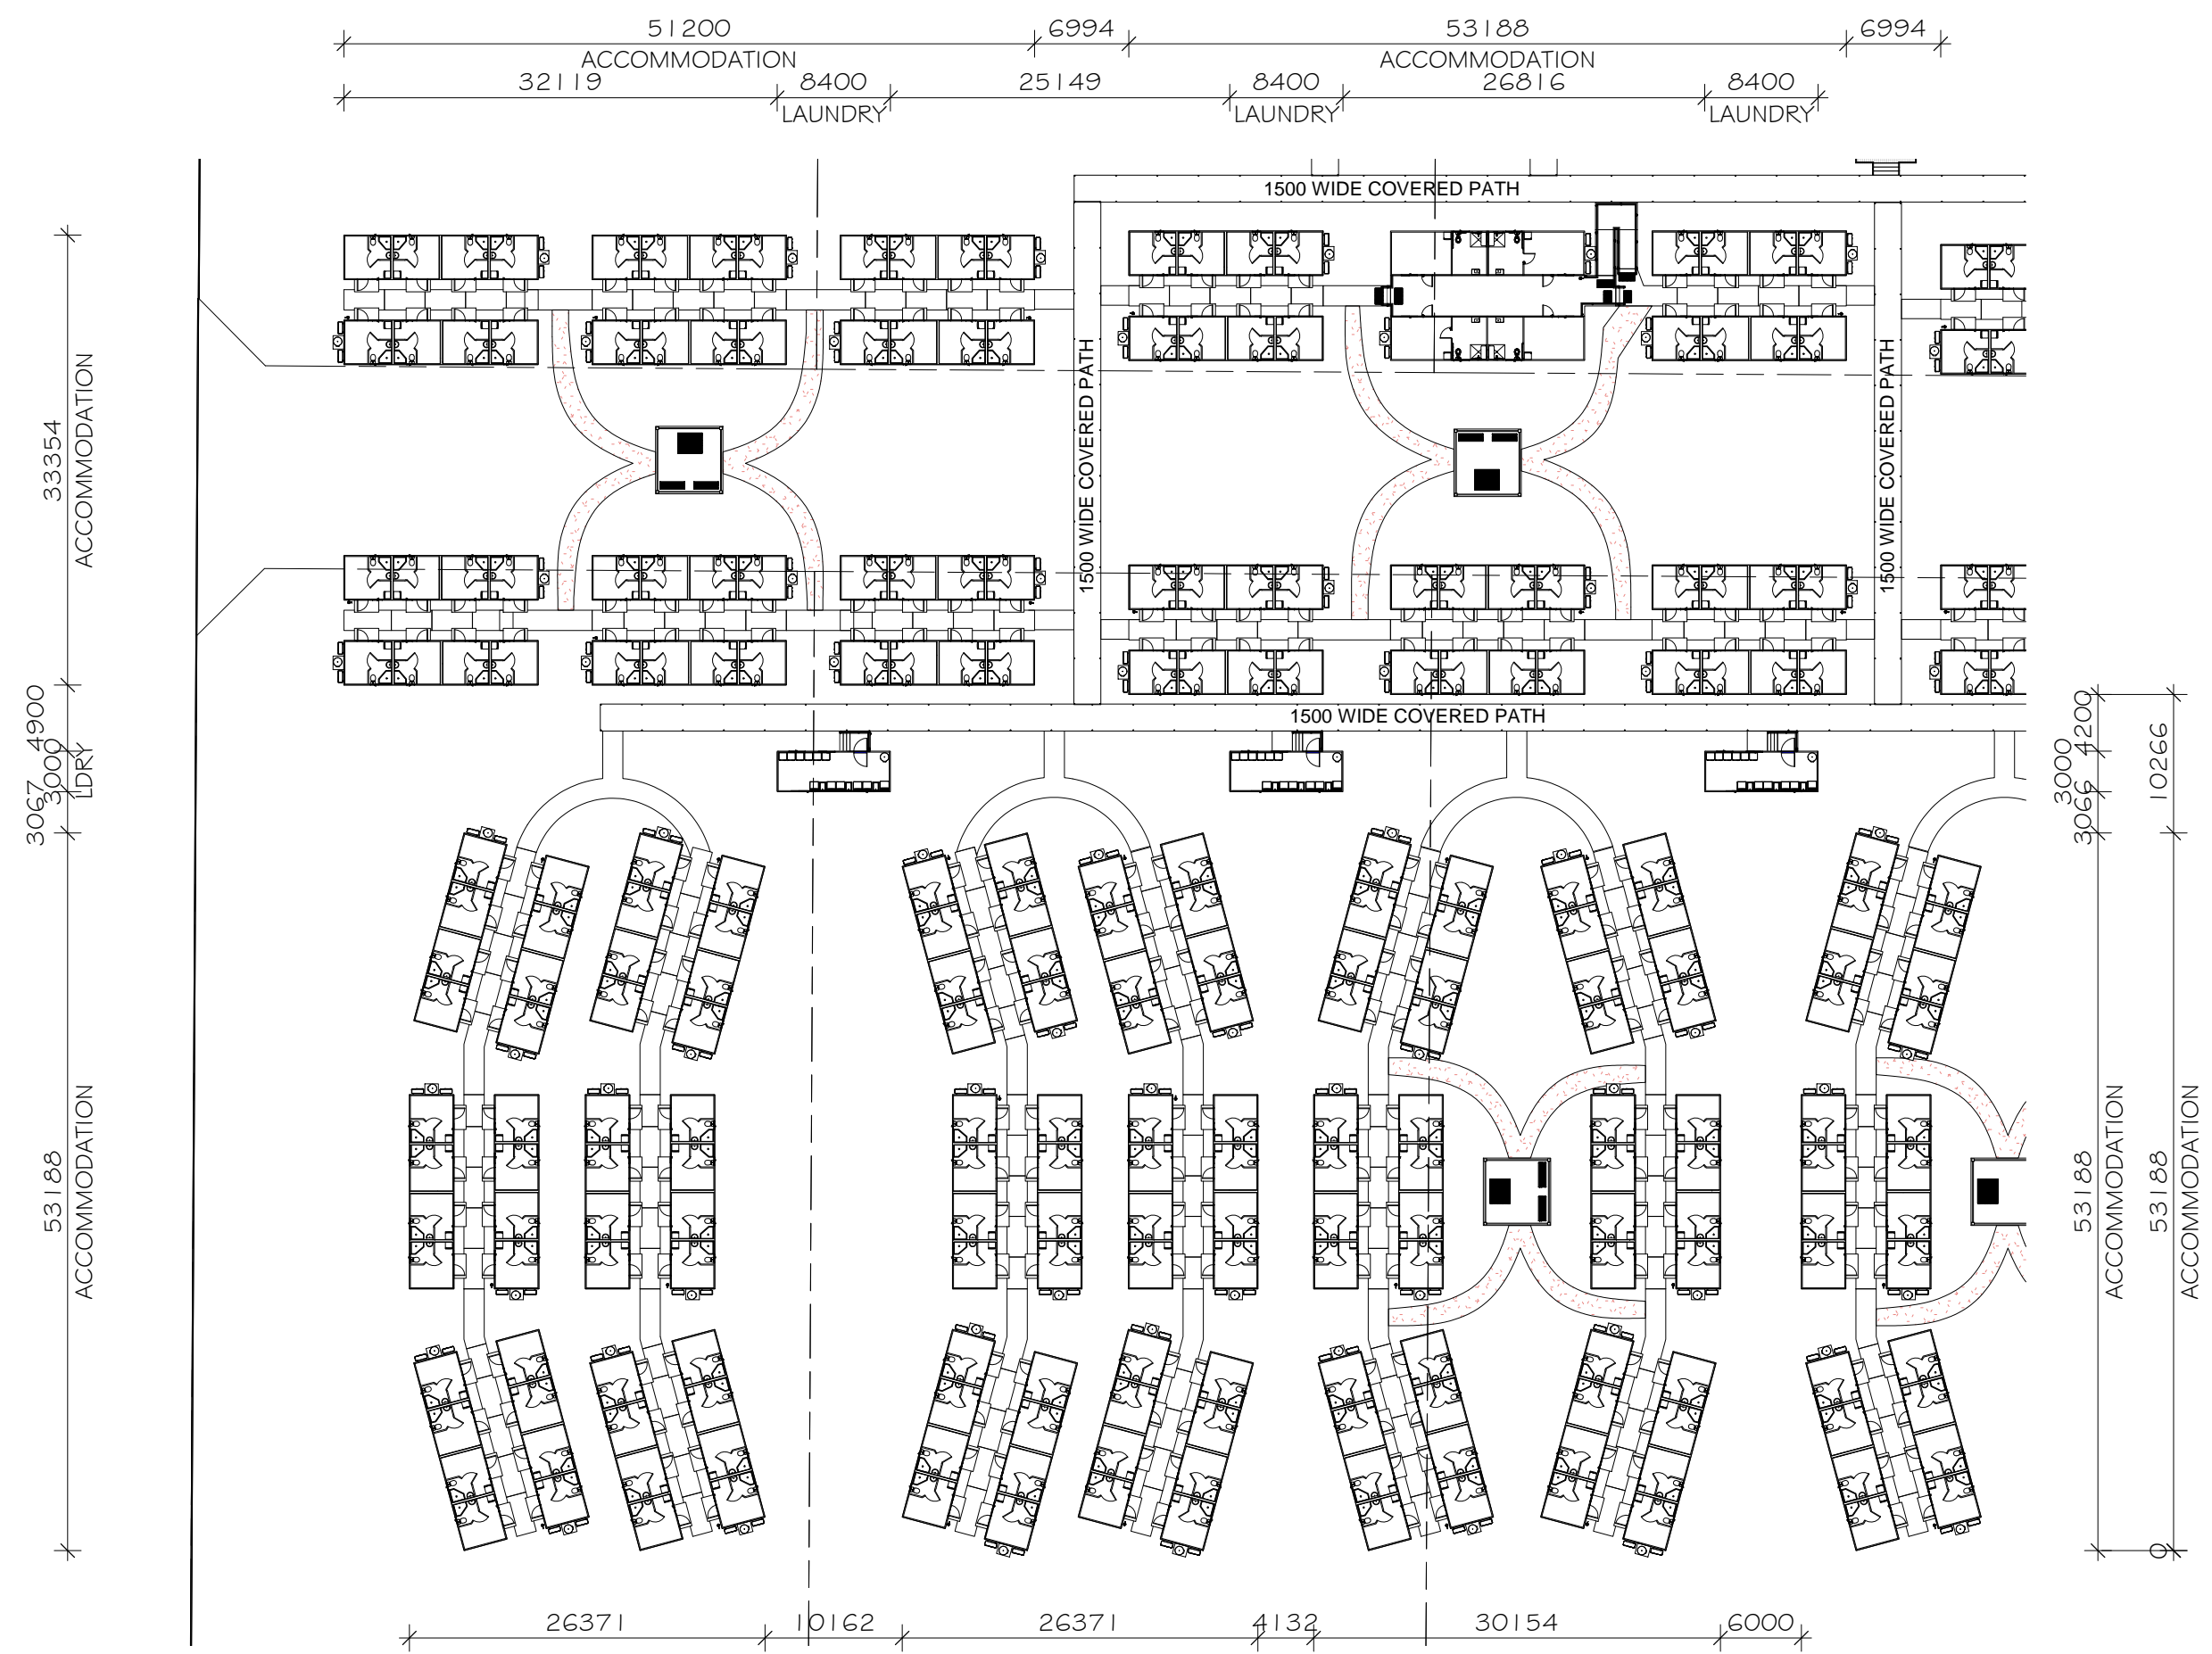 51200 6994 53188 6994
ACCOMMODATION ACCOMMODATION
32119 8400 25149 8400 26816 8400
LAUNDRY LAUNDRY LAUNDRY
1500 WIDE COVERED PATH
33354
ACCOMMODATION
1500 WIDE COVERED PATH
1500 WIDE COVERED PATH
4900
3000
LDRY
3067
1500 WIDE COVERED PATH
4200
3000
3066
10266
53188
ACCOMMODATION
53188
ACCOMMODATION
53188
ACCOMMODATION
0
26371 10162 26371 4132 30154 6000